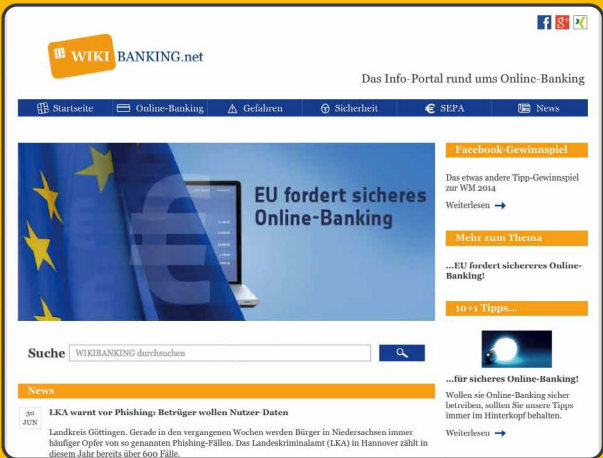 WIKI BANKING.net
Das Info-Portal rund ums Online-Banking
Startseite Online-Banking Gefahren Sicherheit SEPA News
EU fordert sicheres
Online-Banking
Suche WIKIBANKING durchsuchen
News
30
JUN
LKA warnt vor Phishing: Betrüger wollen Nutzer-Daten
Landkreis Göttingen. Gerade in den vergangenen Wochen werden Bürger in Niedersachsen immer
häufiger Opfer von so genannten Phishing-Fällen. Das Landeskriminalamt (LKA) in Hannover zählt in
diesem Jahr bereits über 600 Fälle.
Facebook-Gewinnspiel
Das etwas andere Tipp-Gewinnspiel
zur WM 2014
Weiterlesen →
Mehr zum Thema
...EU fordert sichereres Online-
Banking!
10+1 Tipps...
...für sicheres Online-Banking!
Wollen sie Online-Banking sicher
betreiben, sollten Sie unsere Tipps
immer im Hinterkopf behalten.
Weiterlesen →